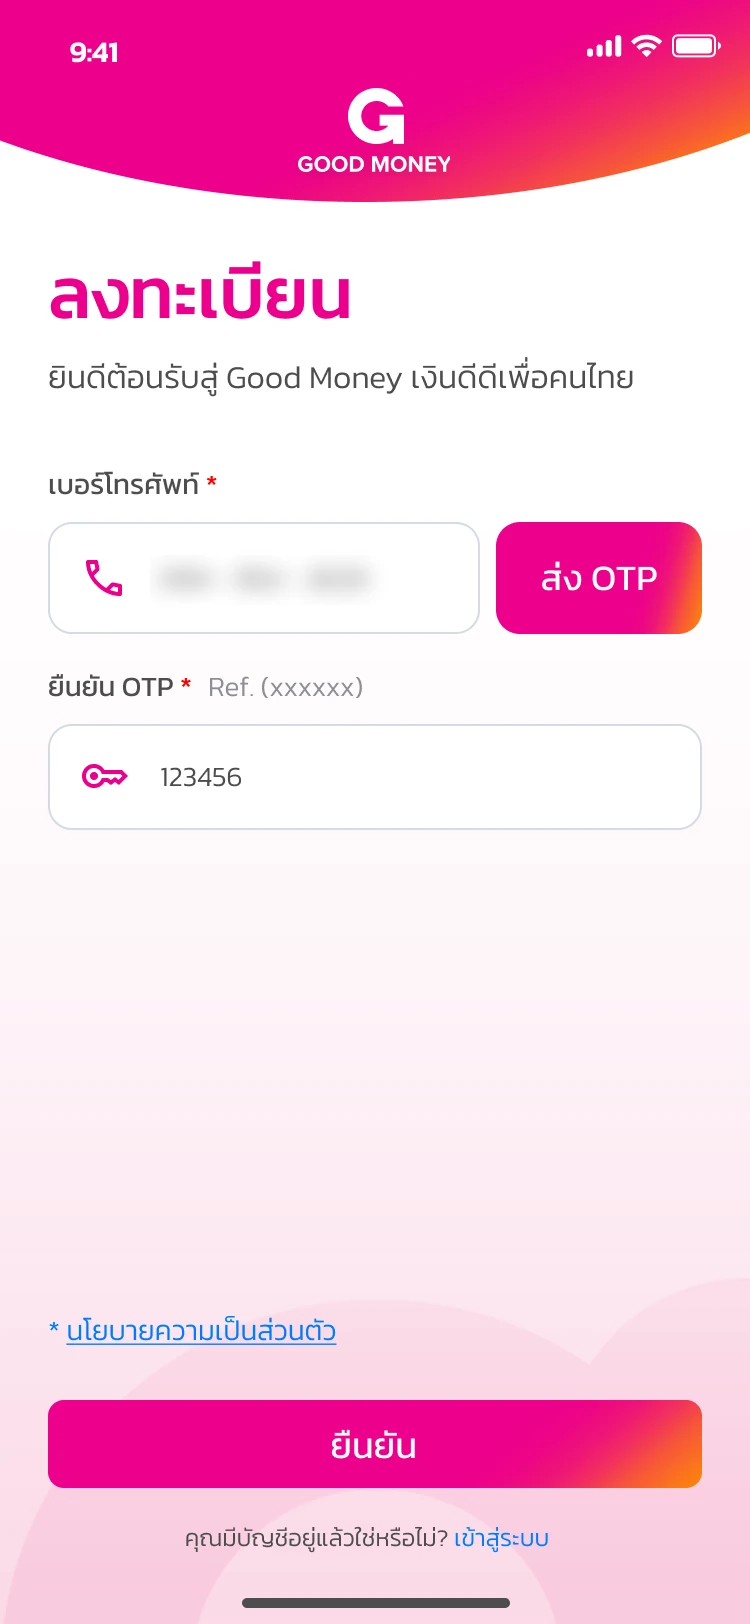 9:41
G
GOOD MONEY
ลงทะเบียน
ยินดีต้อนรับสู่ Good Money เงินดีดีเพื่อคนไทย
เบอร์โทรศัพท์ *
ส่ง OTP
ยืนยัน OTP * Ref. (xxxxxx)
123456
* นโยบายความเป็นส่วนตัว
ยืนยัน
คุณมีบัญชีอยู่แล้วใช่หรือไม่? เข้าสู่ระบบ